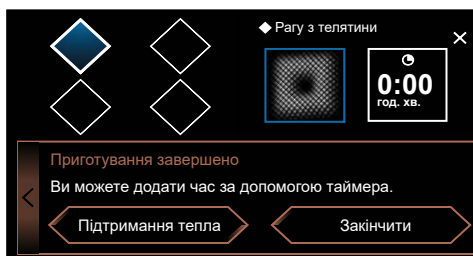 Рагу з телятини
0:00
год. хв.
Приготування завершено
Ви можете додати час за допомогою таймера.
Підтримання тепла
Закінчити